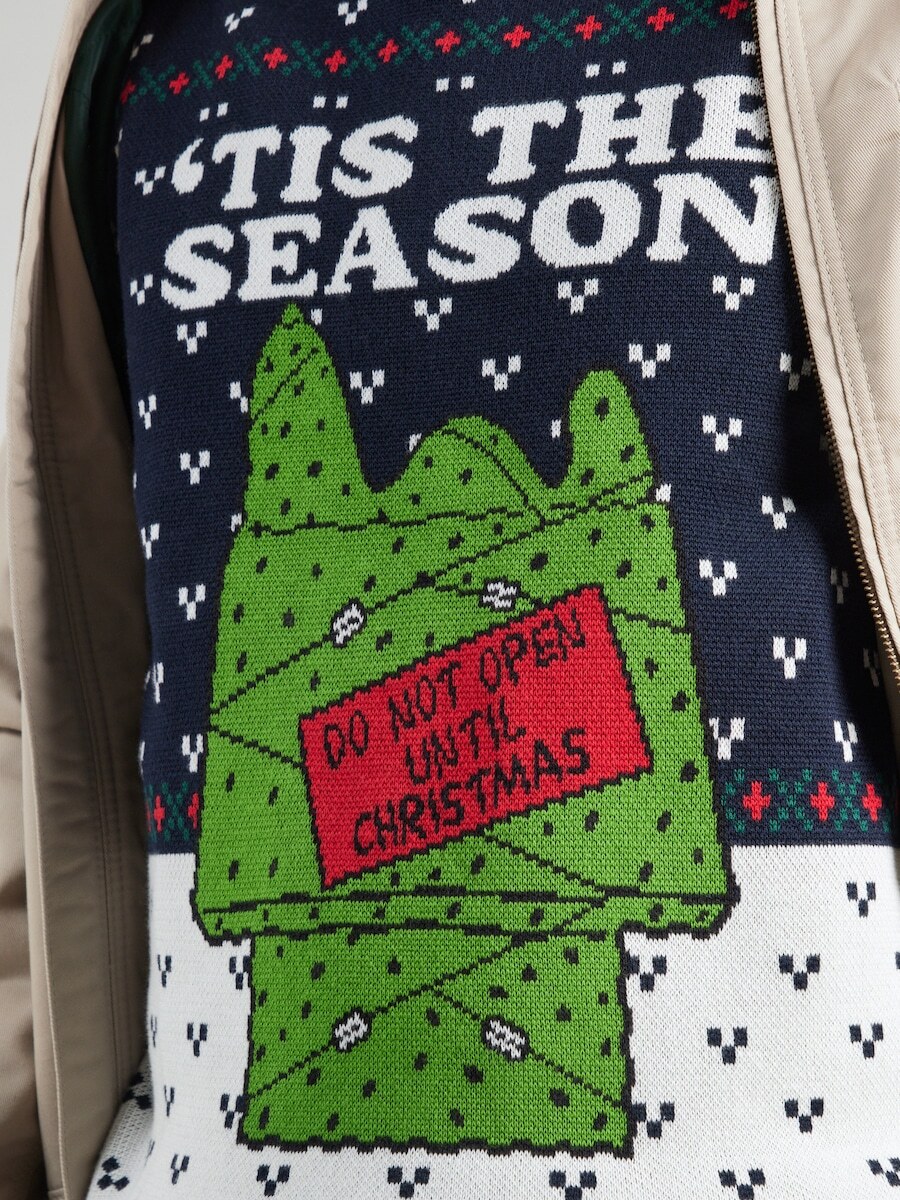 ‘TIS THE
SEASON
DO NOT OPEN
UNTIL
CHRISTMAS